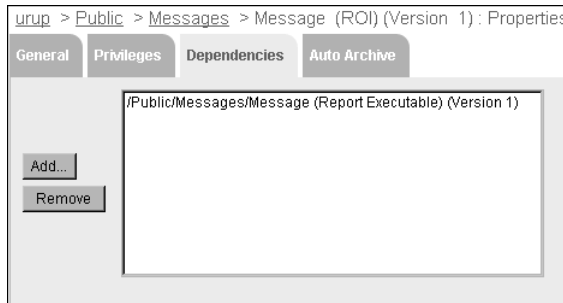 urup > Public > Messages > Message (ROI) (Version 1) : Properties
General Privileges Dependencies Auto Archive
/Public/Messages/Message (Report Executable) (Version 1)
Add...
Remove